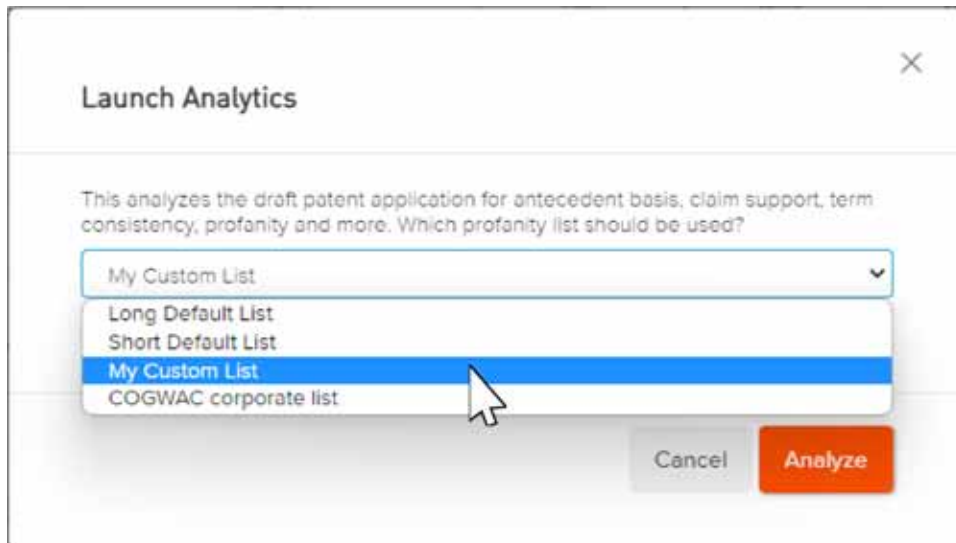 Launch Analytics
This analyzes the draft patent application for antecedent basis, claim support, term
consistency, profanity and more. Which profanity list should be used?
My Custom List
Long Default List
Short Default List
My Custom List
COGWAC corporate list
Cancel
Analyze